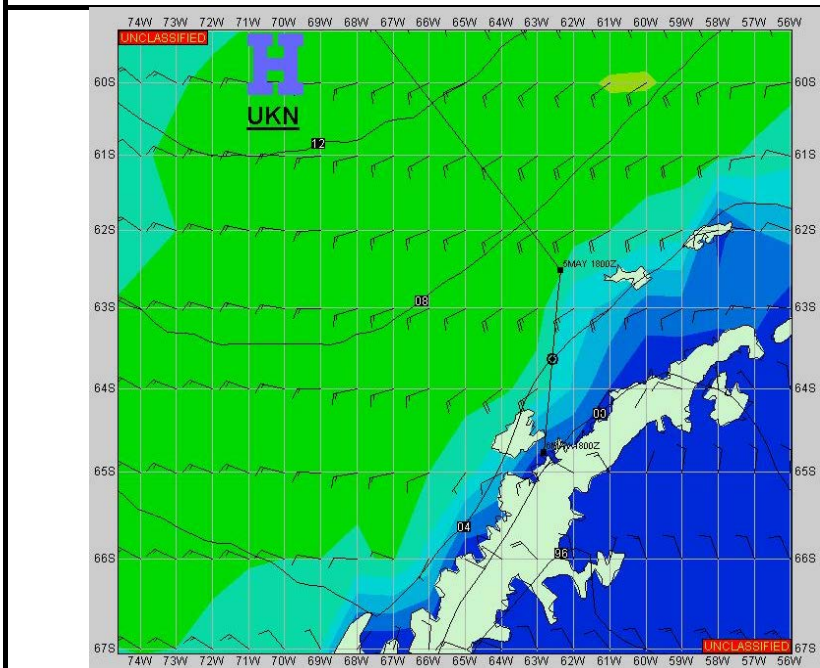 74W 73W 72W 71W 70W 69W 68W 67W 66W 65W 64W 63W 62W 61W 60W 59W 58W 57W 56W
UNCLASSIFIED
H
UKN
60S 60S
12
61S 61S
62S 62S
5MAY 1800Z
08
63S 63S
64S 64S
00
1800Z
65S 65S
04
96
66S 66S
UNCLASSIFIED
67S 67S
74W 73W 72W 71W 70W 69W 68W 67W 66W 65W 64W 63W 62W 61W 60W 59W 58W 57W 56W